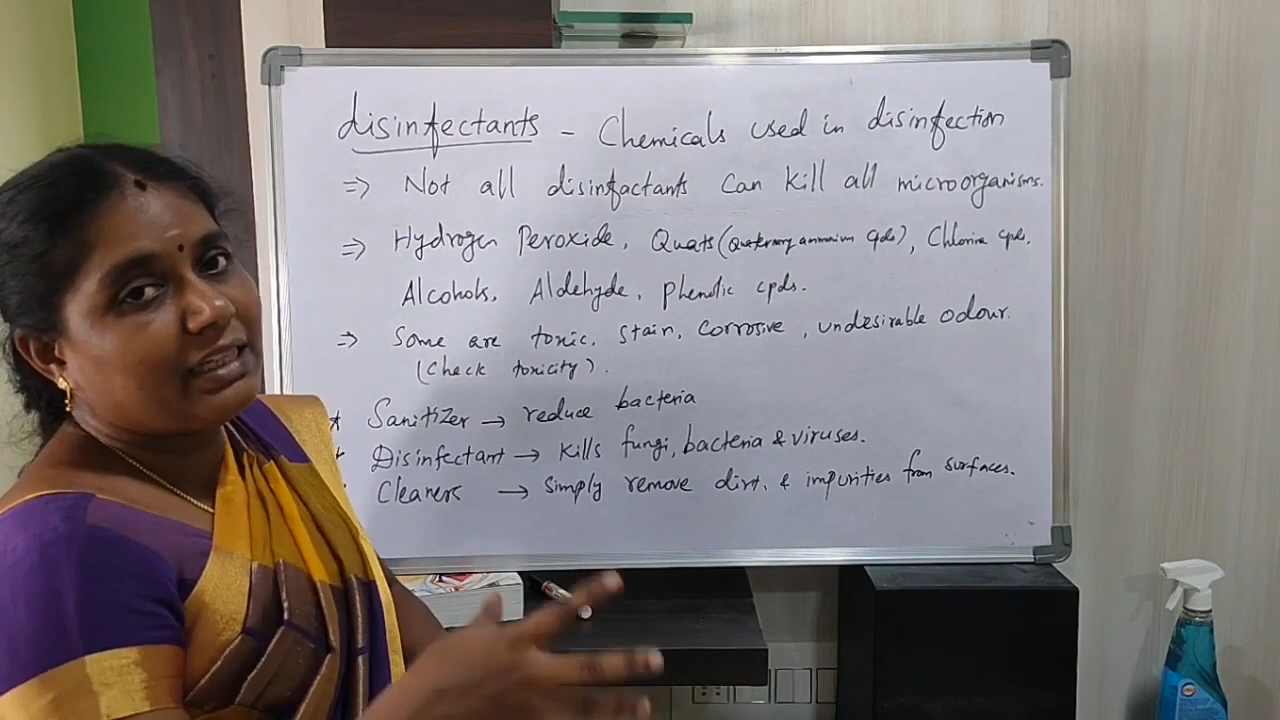 disinfectants - Chemicals used in disinfection
=> Not all disinfactants can kill all microorganisms.
=> Hydrogen Peroxide, Quats (Quaternary ammonium cpds), Chlorine cpds,
Alcohols, Aldehyde, phenolic cpds.
=> Some are toxic, Stain, Corrosive, undesirable odour.
(Check toxicity).
* Sanitizer → reduce bacteria
* Disinfectant → kills fungi, bacteria & viruses.
Cleaners → simply remove dirt, & impurities from surfaces.